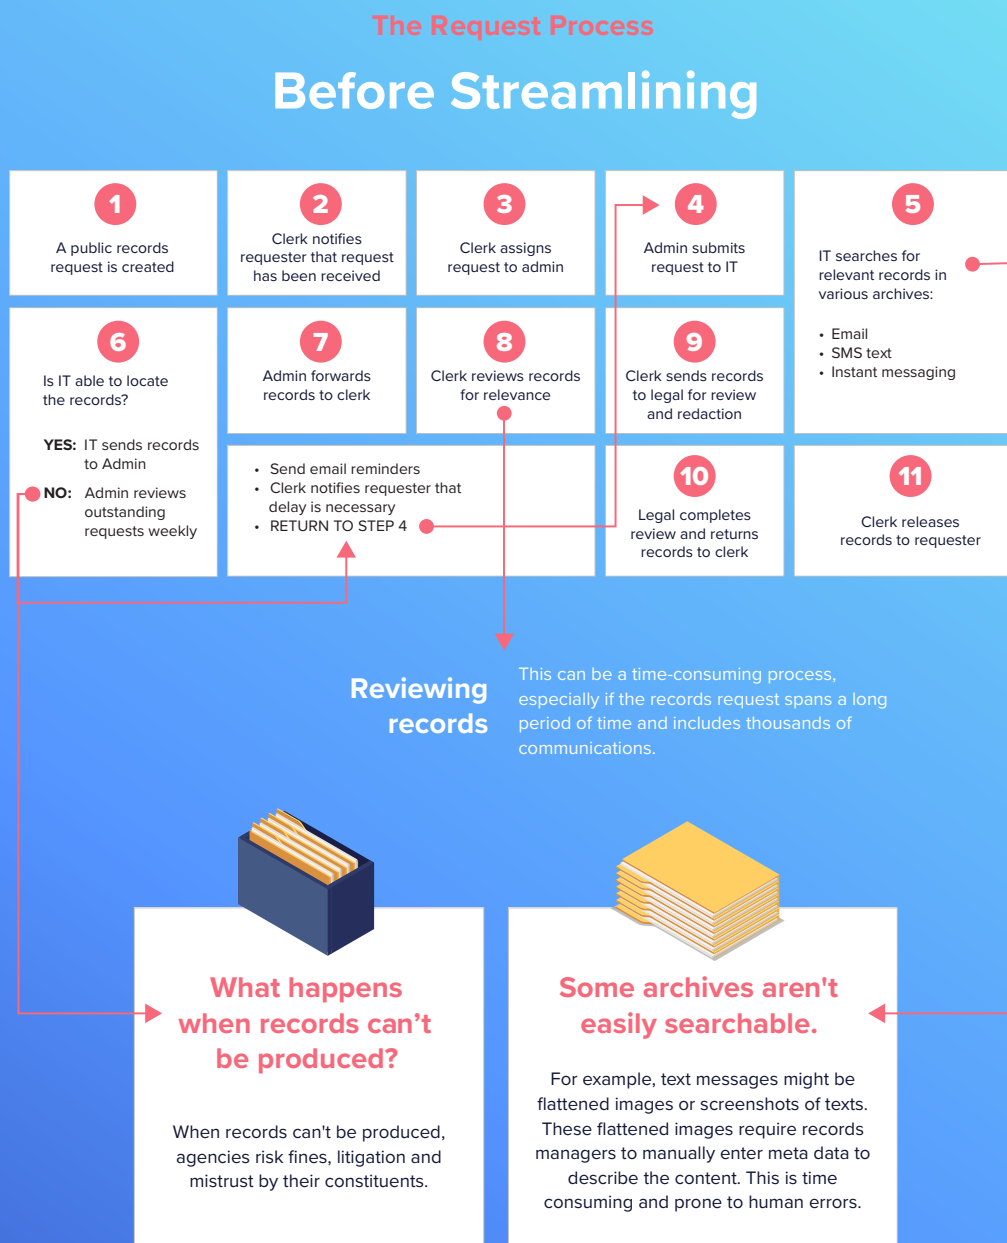 The Request Process
Before Streamlining
1
A public records
request is created
2
Clerk notifies
requester that request
has been received
3
Clerk assigns
request to admin
4
Admin submits
request to IT
5
IT searches for
relevant records in
various archives:
• Email
• SMS text
• Instant messaging
6
Is IT able to locate
the records?
YES: IT sends records
to Admin
NO: Admin reviews
outstanding
requests weekly
7
Admin forwards
records to clerk
8
Clerk reviews records
for relevance
9
Clerk sends records
to legal for review
and redaction
• Send email reminders
• Clerk notifies requester that
delay is necessary
• RETURN TO STEP 4
10
Legal completes
review and returns
records to clerk
11
Clerk releases
records to requester
Reviewing
records
This can be a time-consuming process,
especially if the records request spans a long
period of time and includes thousands of
communications.
What happens
when records can’t
be produced?
When records can't be produced,
agencies risk fines, litigation and
mistrust by their constituents.
Some archives aren't
easily searchable.
For example, text messages might be
flattened images or screenshots of texts.
These flattened images require records
managers to manually enter meta data to
describe the content. This is time
consuming and prone to human errors.